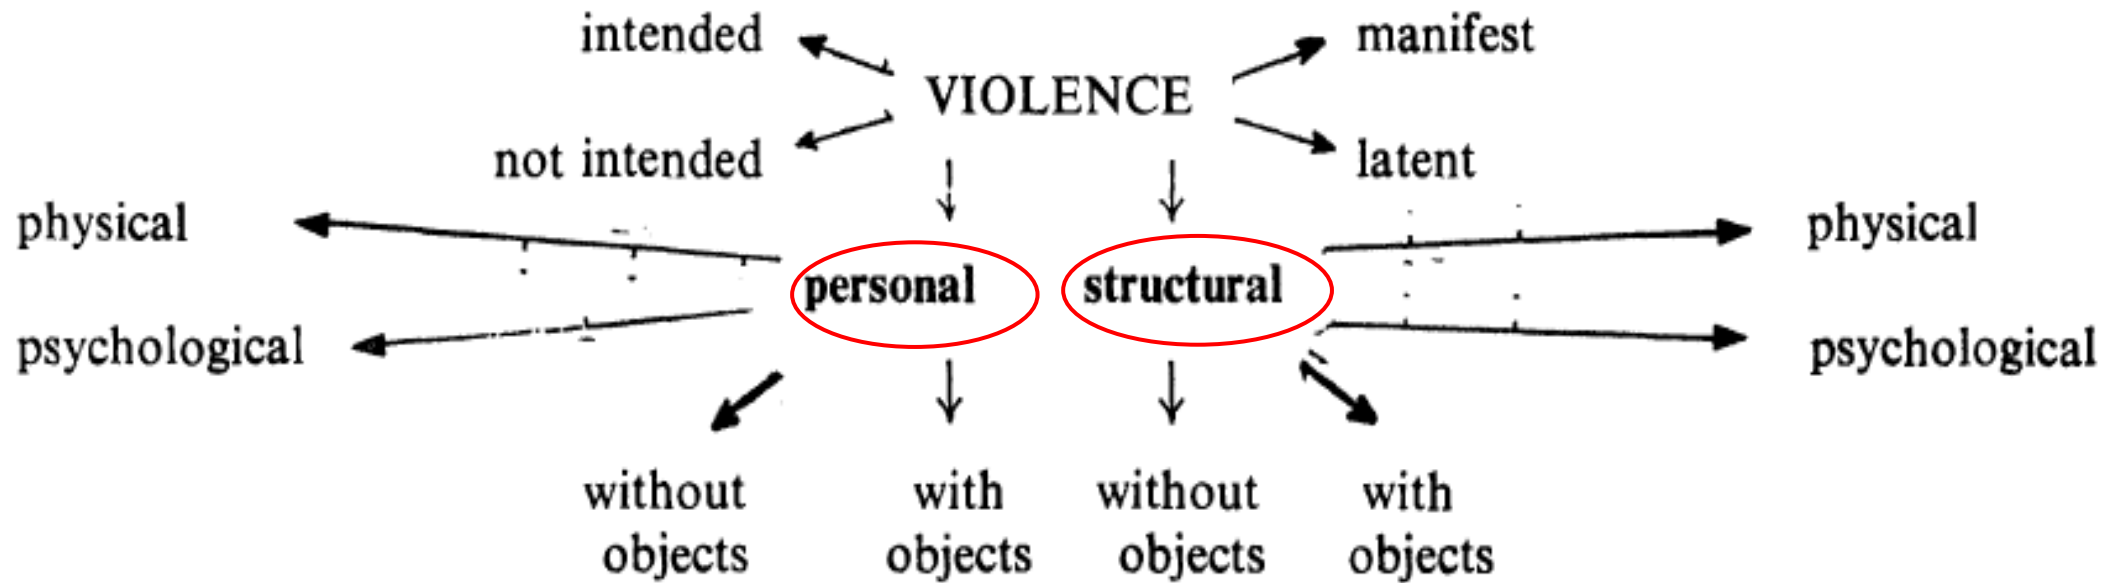 intended
manifest
VIOLENCE
not intended
latent
physical
physical
personal
structural
psychological
psychological
without
objects
with
objects
without
objects
with
objects